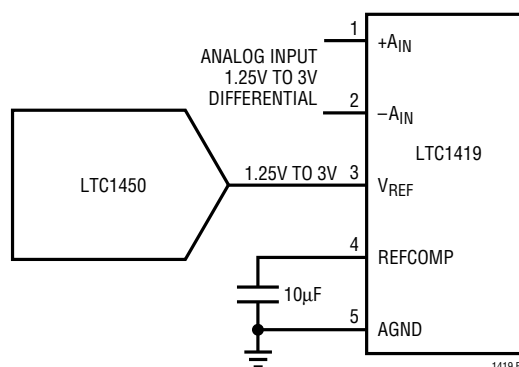 1
+AIN
ANALOG INPUT
1.25V TO 3V
DIFFERENTIAL
2
–AIN
LTC1419
LTC1450
1.25V TO 3V
3
VREF
4
REFCOMP
10µF
5
AGND